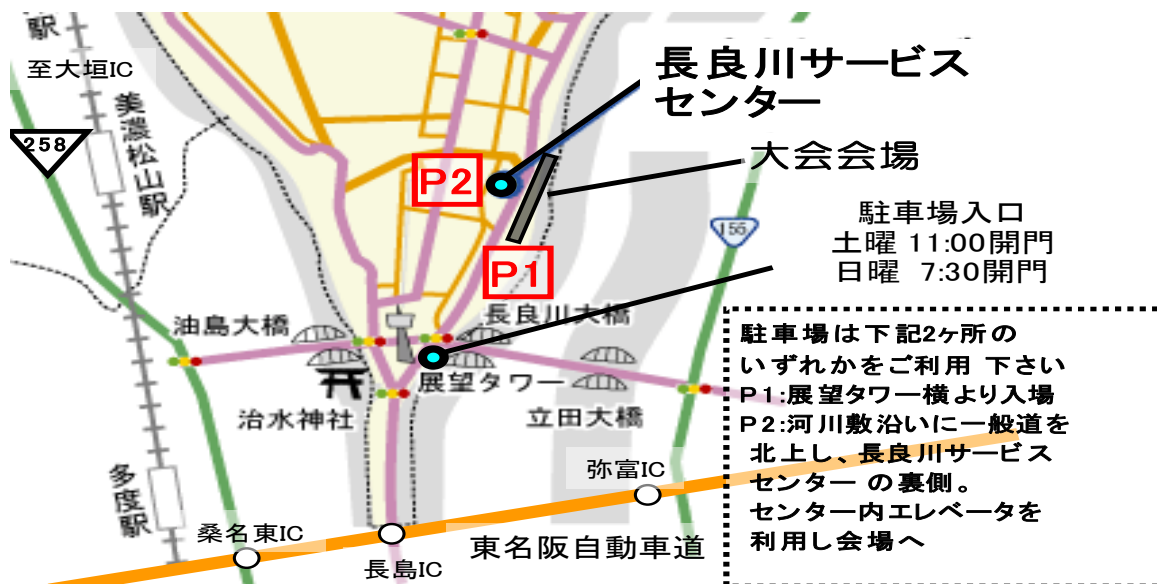 駅
至大垣IC
258
美濃松山駅
長良川サービス
センター
大会会場
P2
155
駐車場入口
土曜 11:00開門
日曜 7:30開門
P1
油島大橋
長良川大橋
展望タワー
治水神社
立田大橋
駐車場は下記2ヶ所の
いずれかをご利用 下さい
P1:展望タワー横より入場
P2:河川敷沿いに一般道を
北上し、長良川サービス
センター の裏側。
センター内エレベータを
利用し会場へ
弥富IC
多度駅
桑名東IC
東名阪自動車道
長島IC